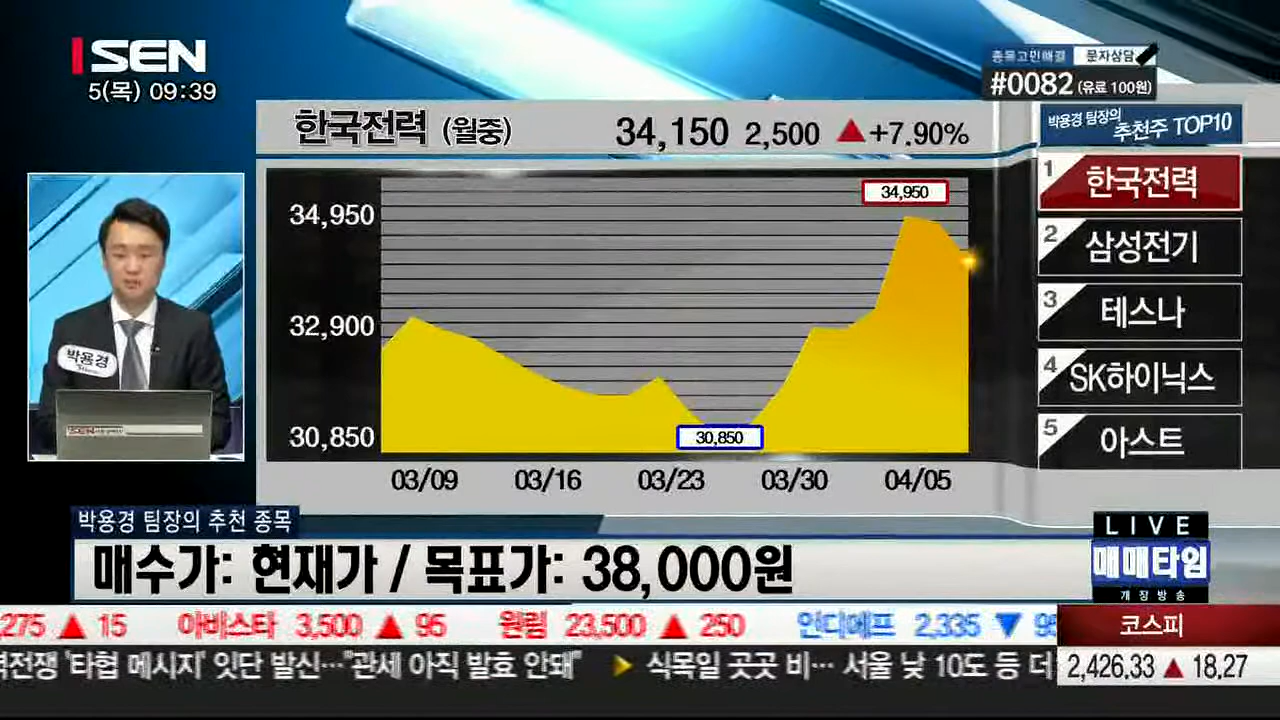 SEN
5(목) 09:39
종목고민해결 문자상담
#0082 (유료 100원)
한국전력 (월중) 34,150 2,500 ▲+7.90%
34,950
32,900
30,850
34,950
30,850
03/09 03/16 03/23 03/30 04/05
박용경 팀장의
추천주 TOP10
1 한국전력
2 삼성전기
3 테스나
4 SK하이닉스
5 아스트
박용경
SEN
박용경 팀장의 추천 종목
매수가: 현재가 / 목표가: 38,000원
LIVE
매매타임
개장방송
,275 ▲ 15 아비스타 3,500 ▲ 95 원림 23,500 ▲ 250 인디에프 2,335 ▼
코스피
2,426.33 ▲ 18.27
역전쟁 '타협 메시지' 잇단 발신…"관세 아직 발효 안돼" ▶ 식목일 곳곳 비… 서울 낮 10도 등 더